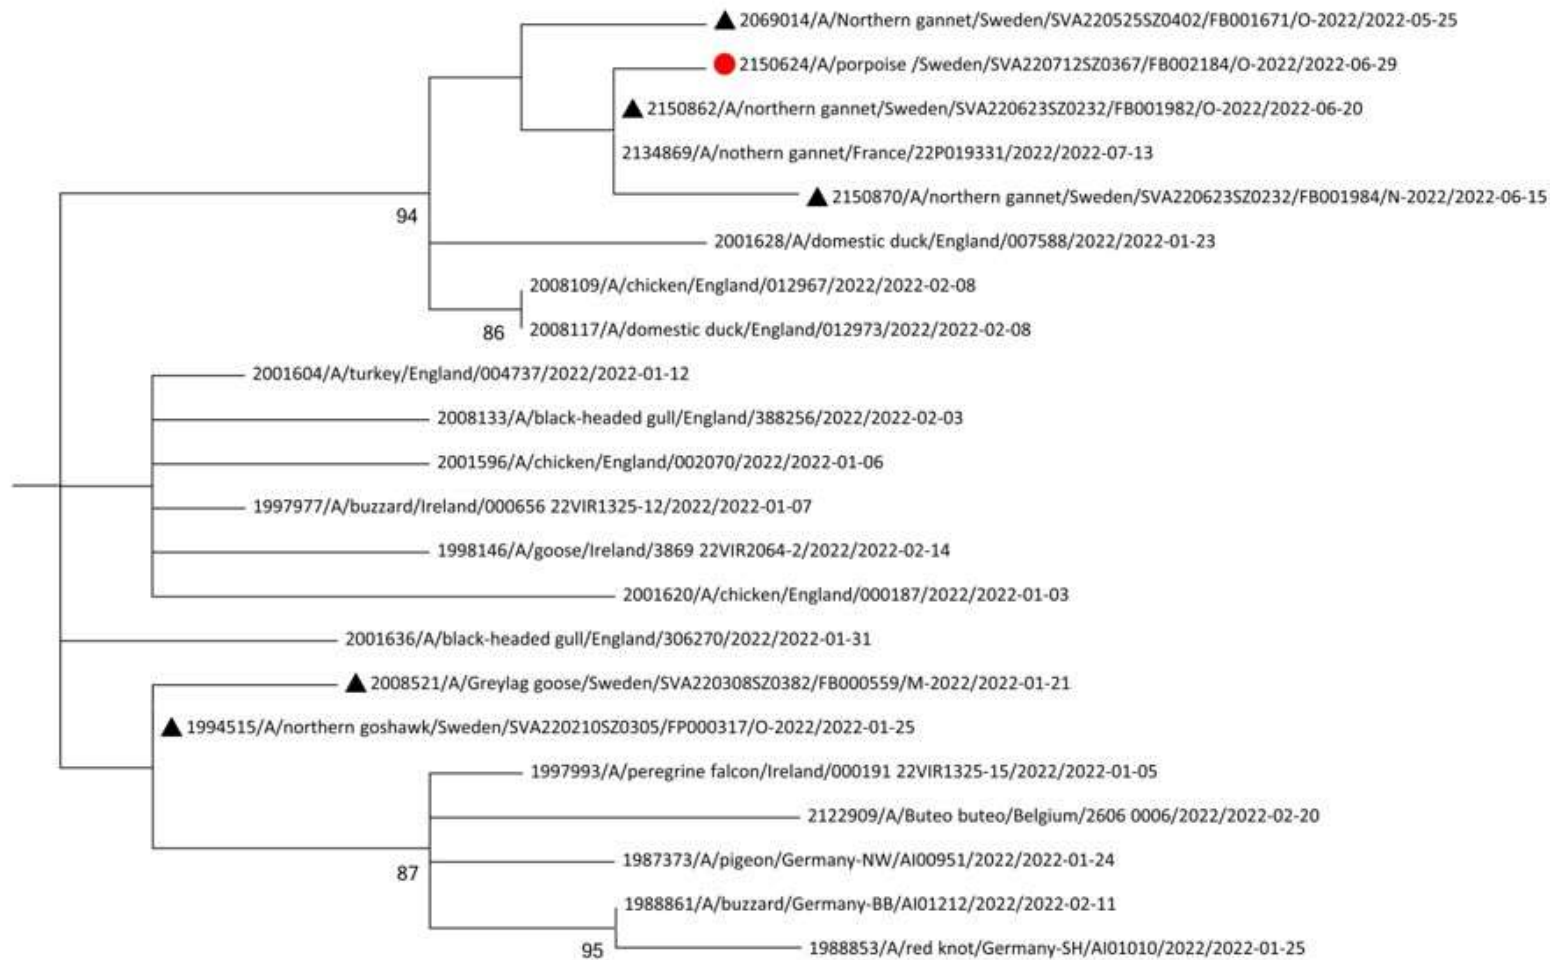 2069014/A/Northern gannet/Sweden/SVA220525SZ0402/FB001671/O-2022/2022-05-25
2150624/A/porpoise /Sweden/SVA220712SZ0367/FB002184/O-2022/2022-06-29
2150862/A/northern gannet/Sweden/SVA220623SZ0232/FB001982/O-2022/2022-06-20
2134869/A/nothern gannet/France/22P019331/2022/2022-07-13
2150870/A/northern gannet/Sweden/SVA220623SZ0232/FB001984/N-2022/2022-06-15
94
2001628/A/domestic duck/England/007588/2022/2022-01-23
2008109/A/chicken/England/012967/2022/2022-02-08
86
2008117/A/domestic duck/England/012973/2022/2022-02-08
2001604/A/turkey/England/004737/2022/2022-01-12
2008133/A/black-headed gull/England/388256/2022/2022-02-03
2001596/A/chicken/England/002070/2022/2022-01-06
1997977/A/buzzard/Ireland/000656 22VIR1325-12/2022/2022-01-07
1998146/A/goose/Ireland/3869 22VIR2064-2/2022/2022-02-14
2001620/A/chicken/England/000187/2022/2022-01-03
2001636/A/black-headed gull/England/306270/2022/2022-01-31
2008521/A/Greylag goose/Sweden/SVA220308SZ0382/FB000559/M-2022/2022-01-21
1994515/A/northern goshawk/Sweden/SVA220210SZ0305/FP000317/O-2022/2022-01-25
1997993/A/peregrine falcon/Ireland/000191 22VIR1325-15/2022/2022-01-05
2122909/A/Buteo buteo/Belgium/2606 0006/2022/2022-02-20
1987373/A/pigeon/Germany-NW/AI00951/2022/2022-01-24
87
1988861/A/buzzard/Germany-BB/AI01212/2022/2022-02-11
95
1988853/A/red knot/Germany-SH/AI01010/2022/2022-01-25